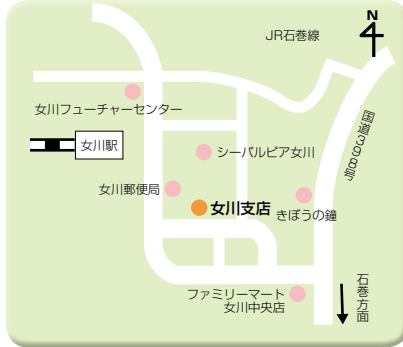 N
JR石巻線
女川フューチャーセンター
国道398号
女川駅
シーパルピア女川
女川郵便局
女川支店
きぼうの鐘
石巻方面
ファミリーマート
女川中央店